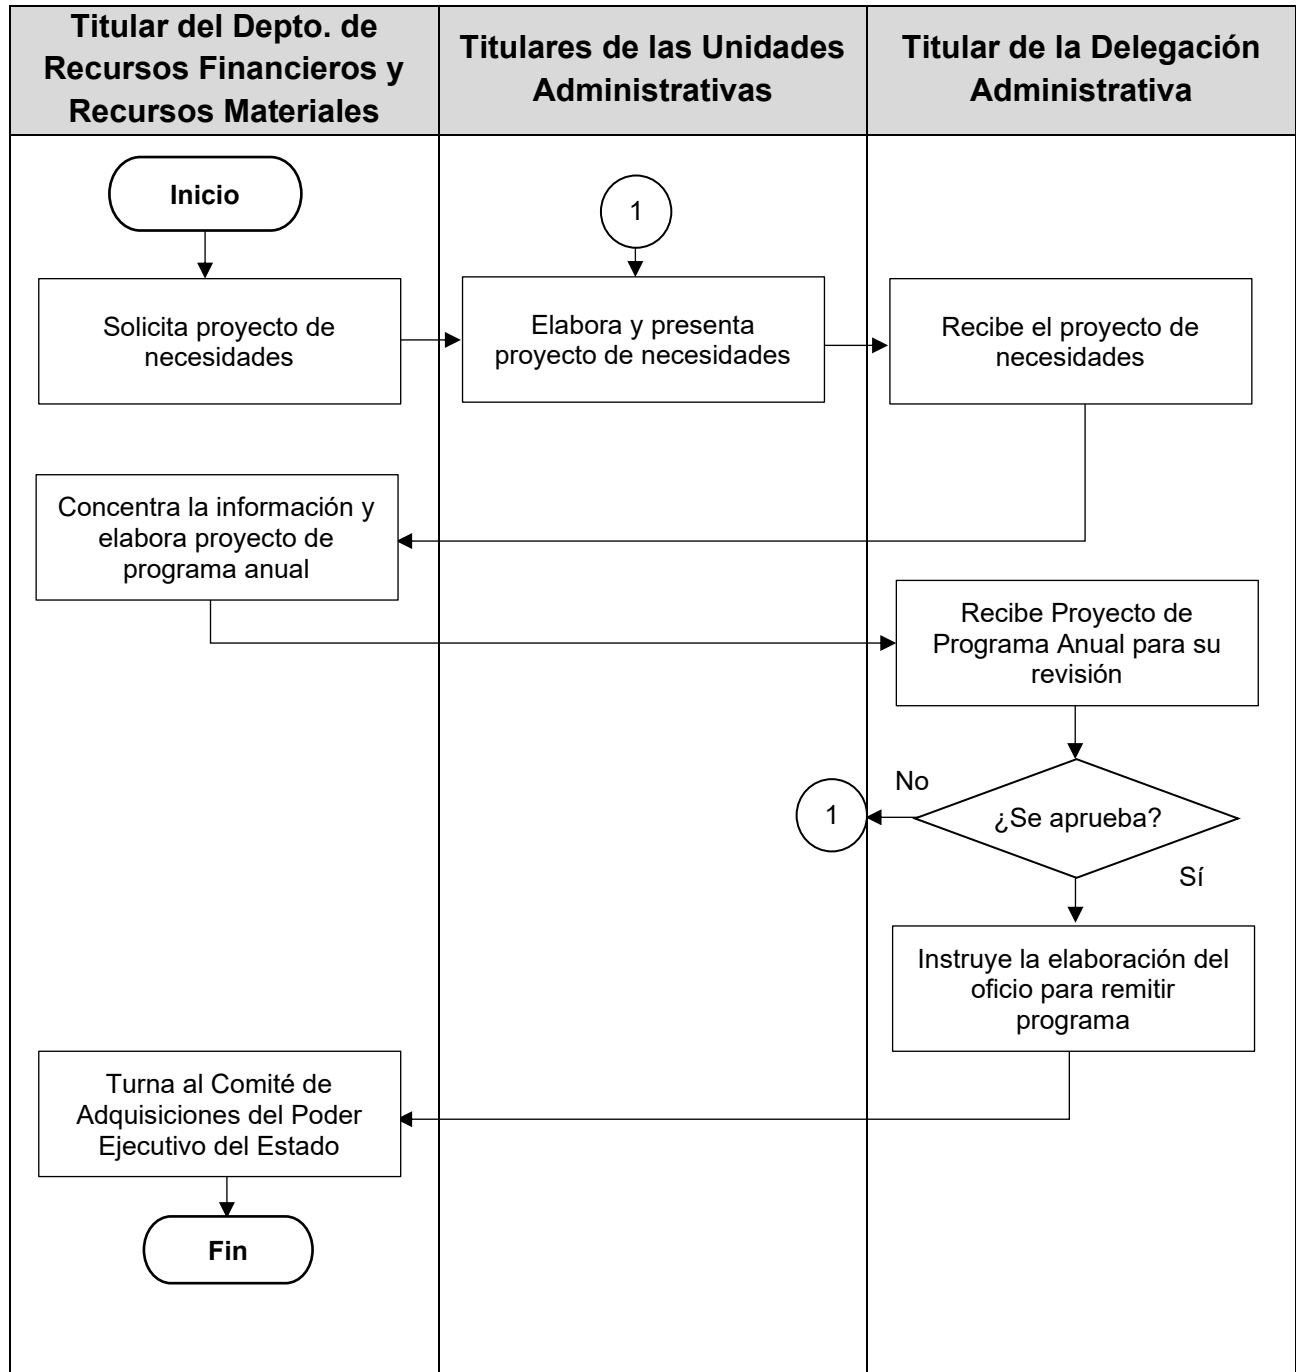 Titular del Depto. de
Recursos Financieros y
Recursos Materiales
Titulares de las Unidades
Administrativas
Titular de la Delegación
Administrativa
Inicio
1
Solicita proyecto de
necesidades
Elabora y presenta
proyecto de necesidades
Recibe el proyecto de
necesidades
Concentra la información y
elabora proyecto de
programa anual
Recibe Proyecto de
Programa Anual para su
revisión
No
1
¿Se aprueba?
Sí
Instruye la elaboración del
oficio para remitir
programa
Turna al Comité de
Adquisiciones del Poder
Ejecutivo del Estado
Fin